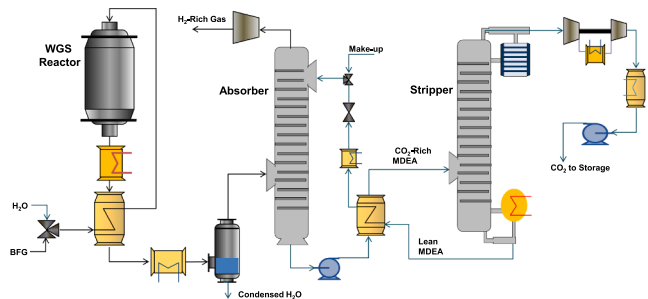 H₂-Rich Gas
WGS
Reactor
Make-up
Absorber
Stripper
CO₂-Rich
MDEA
CO₂ to Storage
H₂O
BFG
Lean
MDEA
Condensed H₂O